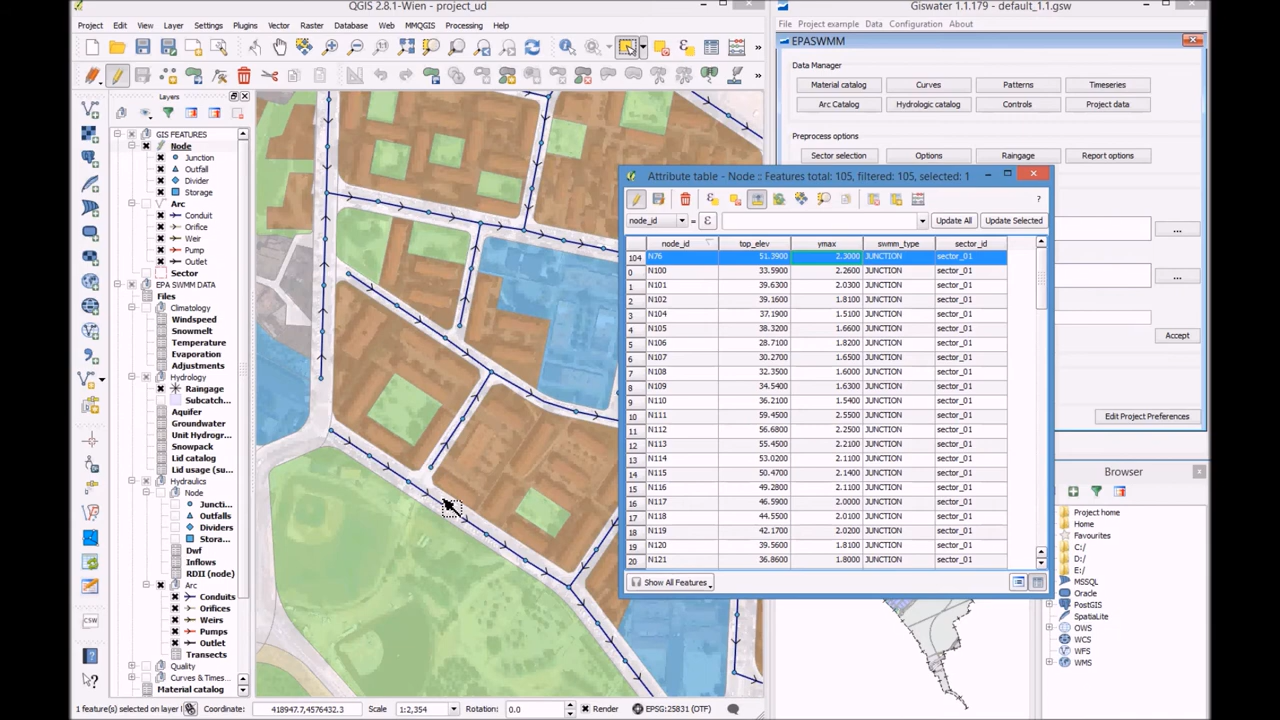 QGIS 2.8.1-Wien - project_ud
Project Edit View Layer Settings Plugins Vector Raster Database Web MMQGIS Processing
Layers
GIS FEATURES
Node
Junction
Outfall
Divider
Storage
Arc
Conduit
Orifice
Weir
Pump
Outlet
Sector
EPA SWMM DATA
Files
Climatology
Windspeed
Snowmelt
Temperature
Evaporation
Adjustments
Hydrology
Raingage
Subcatch...
Aquifer
Groundwater
Unit Hydrogr...
Snowpack
Lid catalog
Lid usage (su...
Hydraulics
Node
Juncti...
Outfalls
Dividers
Stora...
Dwf
Inflows
RDII (node)
Arc
Conduits
Orifices
Weirs
Pumps
Outlet
Transects
Quality
Curves & Times...
Material catalog
CSW
1 feature(s) selected on layer
Coordinate: 418947.7,4576432.3 Scale 1:2,354 Rotation: 0.0 Render EPSG:25831 (OTF)
Giswater 1.1.179 - default_1.1.gsw
File Project example Data Configuration About
EPASWMM
Data Manager
Material catalog Curves Patterns Timeseries
Arc Catalog Hydrologic catalog Controls Project data
Preprocess options
Sector selection Options Raingage Report options
...
...
Accept
Edit Project Preferences
Attribute table - Node :: Features total: 105, filtered: 105, selected: 1
?
node_id = ε Update All Update Selected
node_id top_elev ymax swmm_type sector_id
104 N76 51.3900 2.3000 JUNCTION sector_01
0 N100 33.5900 2.2600 JUNCTION sector_01
1 N101 39.6300 2.0300 JUNCTION sector_01
2 N102 39.1600 1.8100 JUNCTION sector_01
3 N104 37.1900 1.5100 JUNCTION sector_01
4 N105 38.3200 1.6600 JUNCTION sector_01
5 N106 28.7100 1.8200 JUNCTION sector_01
6 N107 30.2700 1.6500 JUNCTION sector_01
7 N108 32.3500 1.6000 JUNCTION sector_01
8 N109 34.5400 1.6300 JUNCTION sector_01
9 N110 36.2100 1.5400 JUNCTION sector_01
10 N111 59.4500 2.5500 JUNCTION sector_01
11 N112 56.6800 2.2500 JUNCTION sector_01
12 N113 55.4500 2.2100 JUNCTION sector_01
13 N114 53.0200 2.1100 JUNCTION sector_01
14 N115 50.4700 2.1400 JUNCTION sector_01
15 N116 49.2800 2.1100 JUNCTION sector_01
16 N117 46.5900 2.0000 JUNCTION sector_01
17 N118 44.5500 2.0100 JUNCTION sector_01
18 N119 42.1700 2.0200 JUNCTION sector_01
19 N120 39.5600 1.8100 JUNCTION sector_01
20 N121 36.8600 1.8000 JUNCTION sector_01
Show All Features
Browser
Project home
Home
Favourites
C:/
D:/
E:/
MSSQL
Oracle
PostGIS
SpatiaLite
OWS
WCS
WFS
WMS